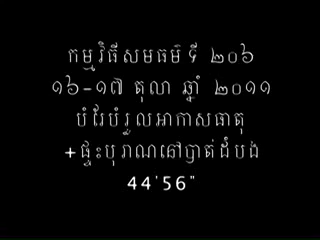 កម្មវិធីសមធម៌ ទី ២០៦
១៦-១៧ តុលា ឆ្នាំ ២០១១
បំរែបំរួលអាកាសធាតុ
+ផ្ទះបុរាណនៅបាត់ដំបង
44'56"